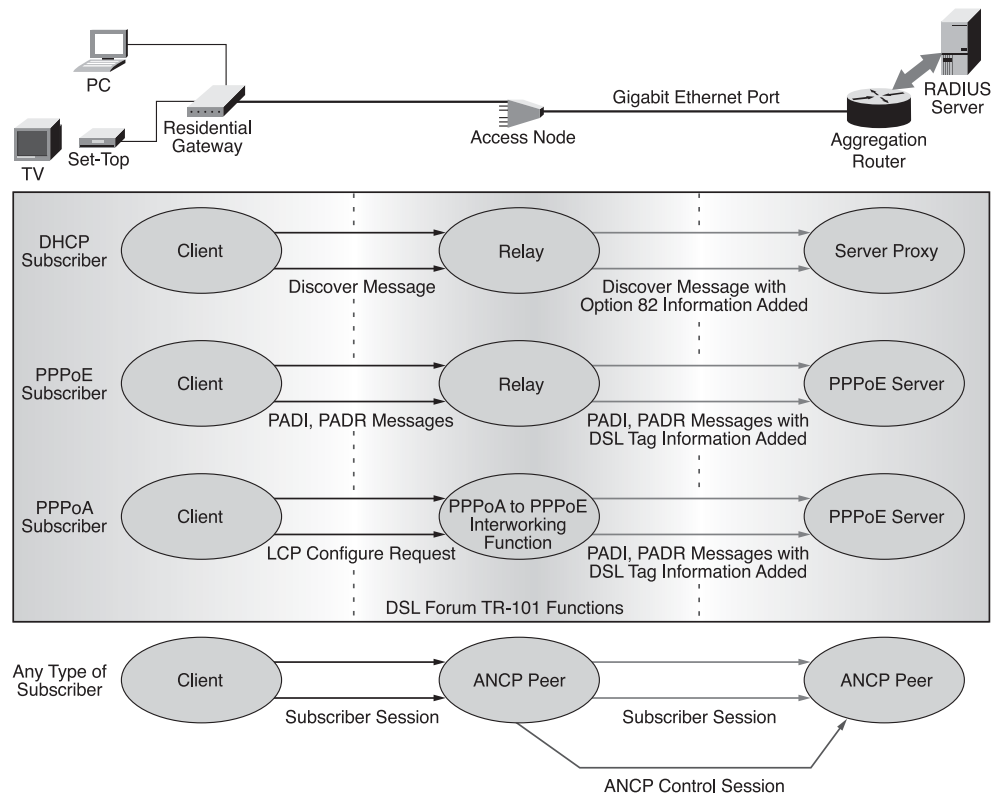 PC
TV
Set-Top
Residential
Gateway
Access Node
Gigabit Ethernet Port
Aggregation
Router
RADIUS
Server
DHCP
Subscriber
Client
Discover Message
Relay
Discover Message with
Option 82 Information Added
Server Proxy
PPPoE
Subscriber
Client
PADI, PADR Messages
Relay
PADI, PADR Messages with
DSL Tag Information Added
PPPoE Server
PPPoA
Subscriber
Client
LCP Configure Request
PPPoA to PPPoE
Interworking
Function
PADI, PADR Messages with
DSL Tag Information Added
PPPoE Server
DSL Forum TR-101 Functions
Any Type of
Subscriber
Client
Subscriber Session
ANCP Peer
Subscriber Session
ANCP Peer
ANCP Control Session